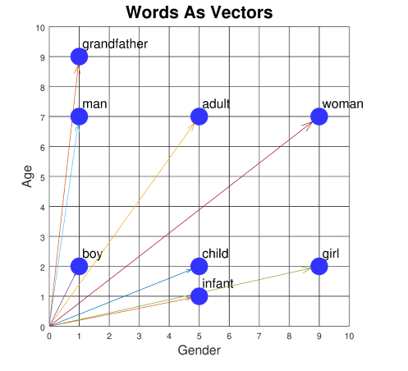 Words As Vectors
10
grandfather
9
8
man
adult
woman
7
6
5
4
3
boy
child
girl
2
infant
1
0
Age
0 1 2 3 4 5 6 7 8 9 10
Gender